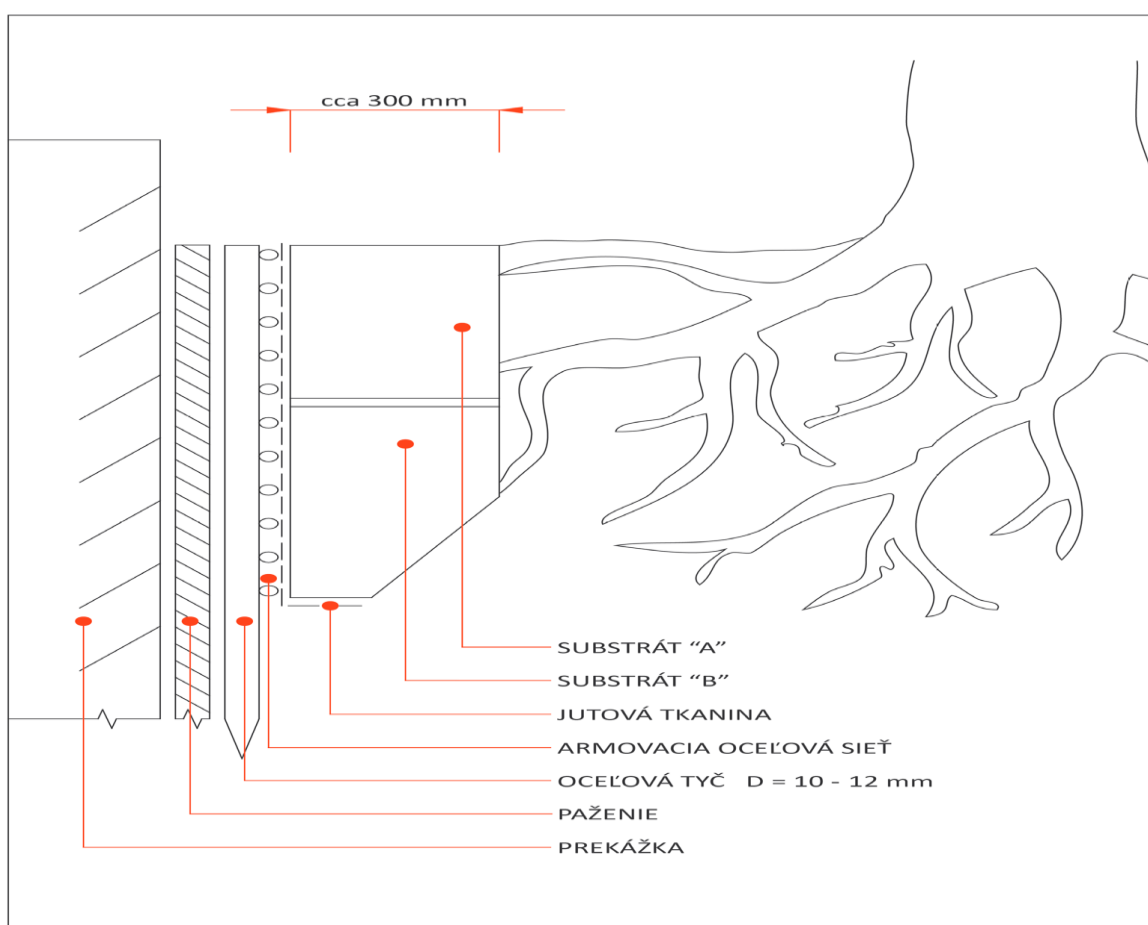 cca 300 mm
SUBSTRÁT “A”
SUBSTRÁT “B”
JUTOVÁ TKANINA
ARMOVACIA OCEĽOVÁ SIEŤ
OCEĽOVÁ TYČ D = 10 - 12 mm
PAŽENIE
PREKÁŽKA